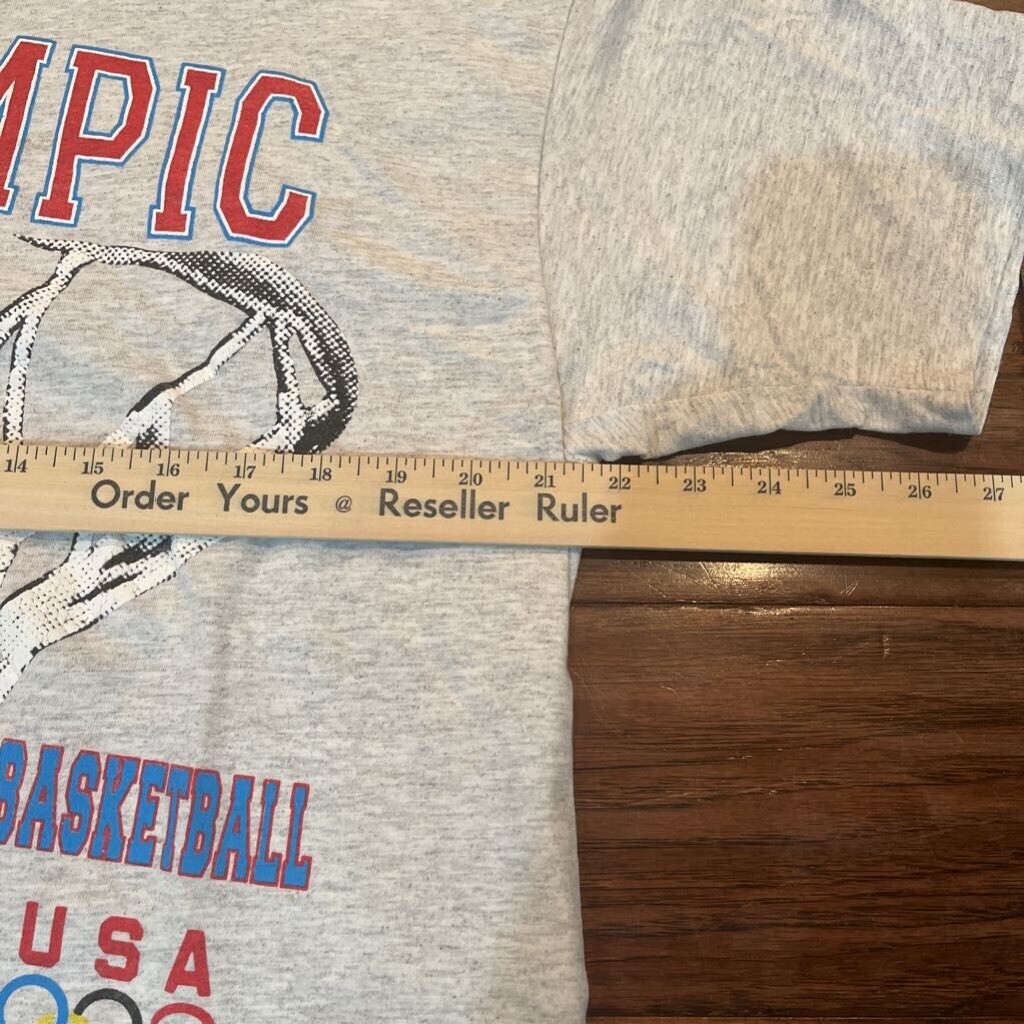 MPIC
14 15 16 17 18 19 20 21 22 23 24 25 26 27
Order Yours @ Reseller Ruler
BASKETBALL
USA